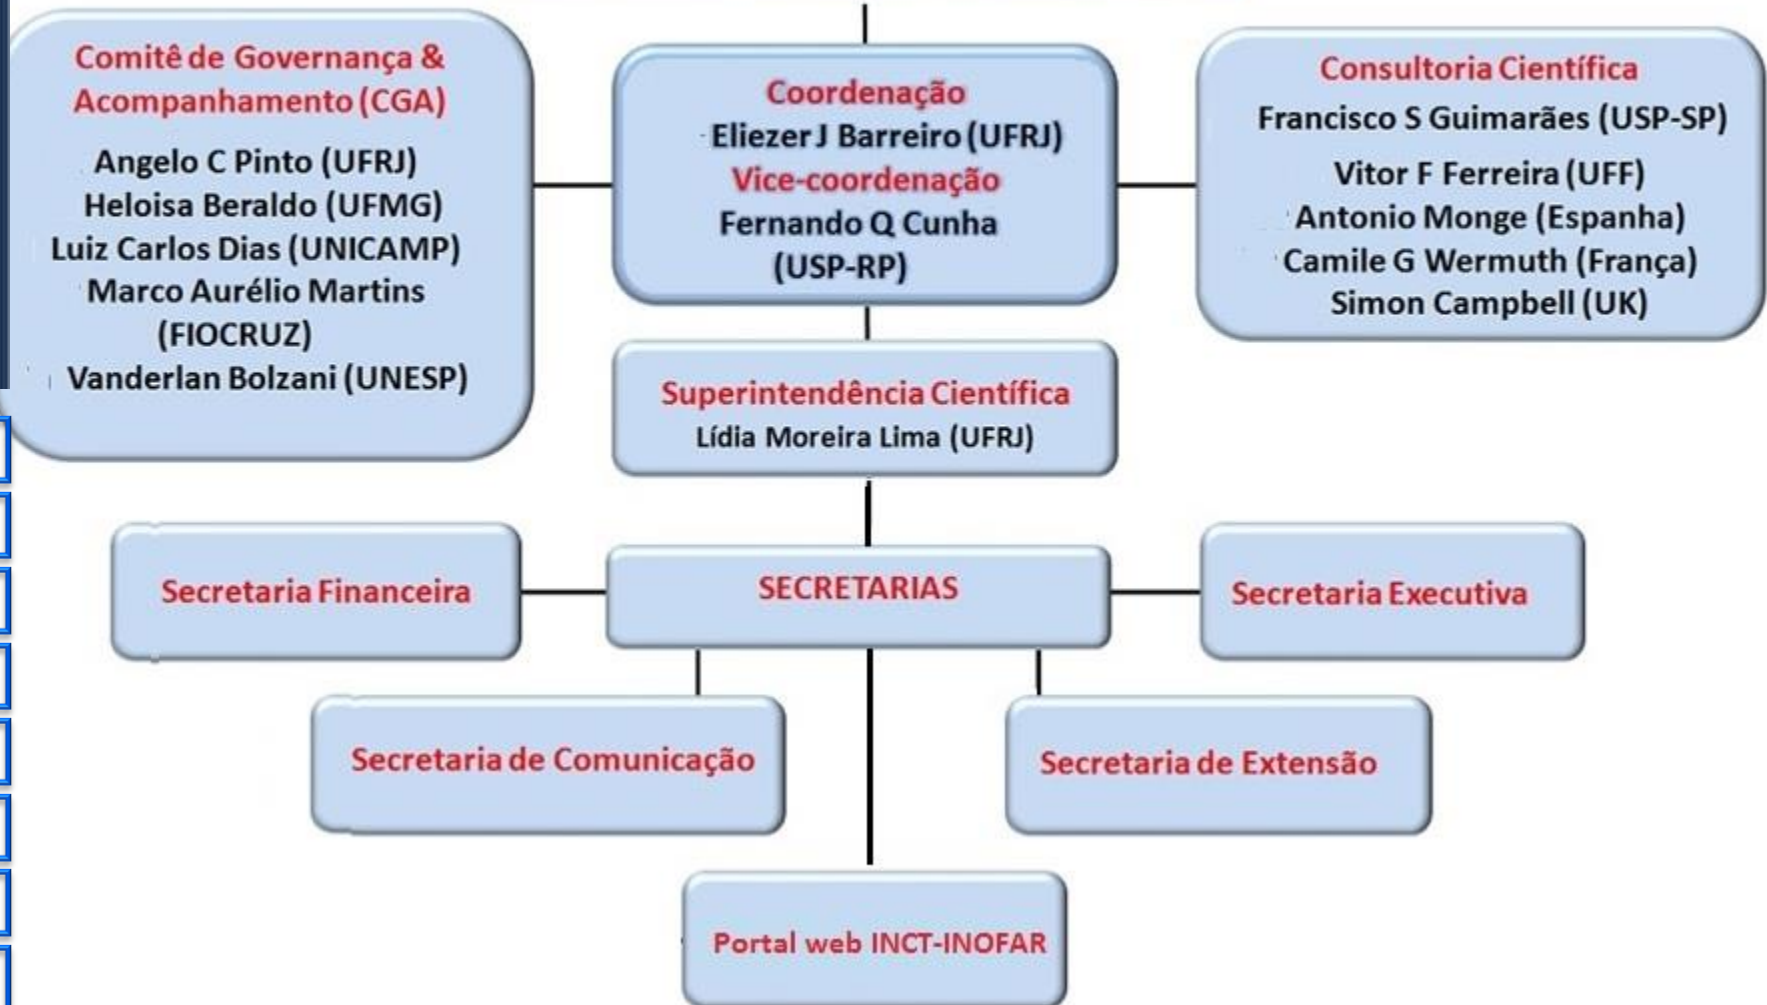 Comitê de Governança &
Acompanhamento (CGA)
Angelo C Pinto (UFRJ)
Heloisa Beraldo (UFMG)
Luiz Carlos Dias (UNICAMP)
Marco Aurélio Martins
(FIOCRUZ)
Vanderlan Bolzani (UNESP)
Coordenação
Eliezer J Barreiro (UFRJ)
Vice-coordenação
Fernando Q Cunha
(USP-RP)
Consultoria Científica
Francisco S Guimarães (USP-SP)
Vitor F Ferreira (UFF)
Antonio Monge (Espanha)
Camile G Wermuth (França)
Simon Campbell (UK)
Superintendência Científica
Lídia Moreira Lima (UFRJ)
Secretaria Financeira
SECRETARIAS
Secretaria Executiva
Secretaria de Comunicação
Secretaria de Extensão
Portal web INCT-INOFAR